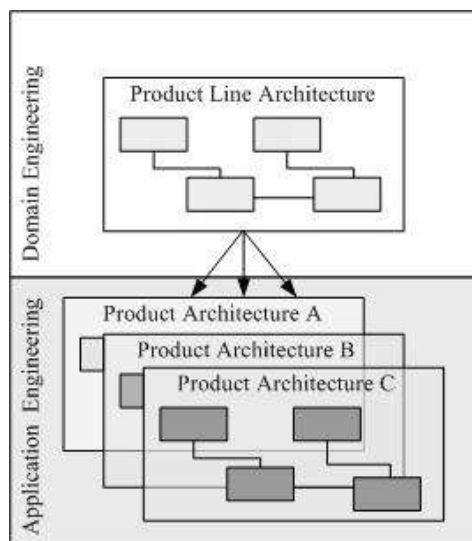 Domain Engineering
Product Line Architecture
Application Engineering
Product Architecture A
Product Architecture B
Product Architecture C